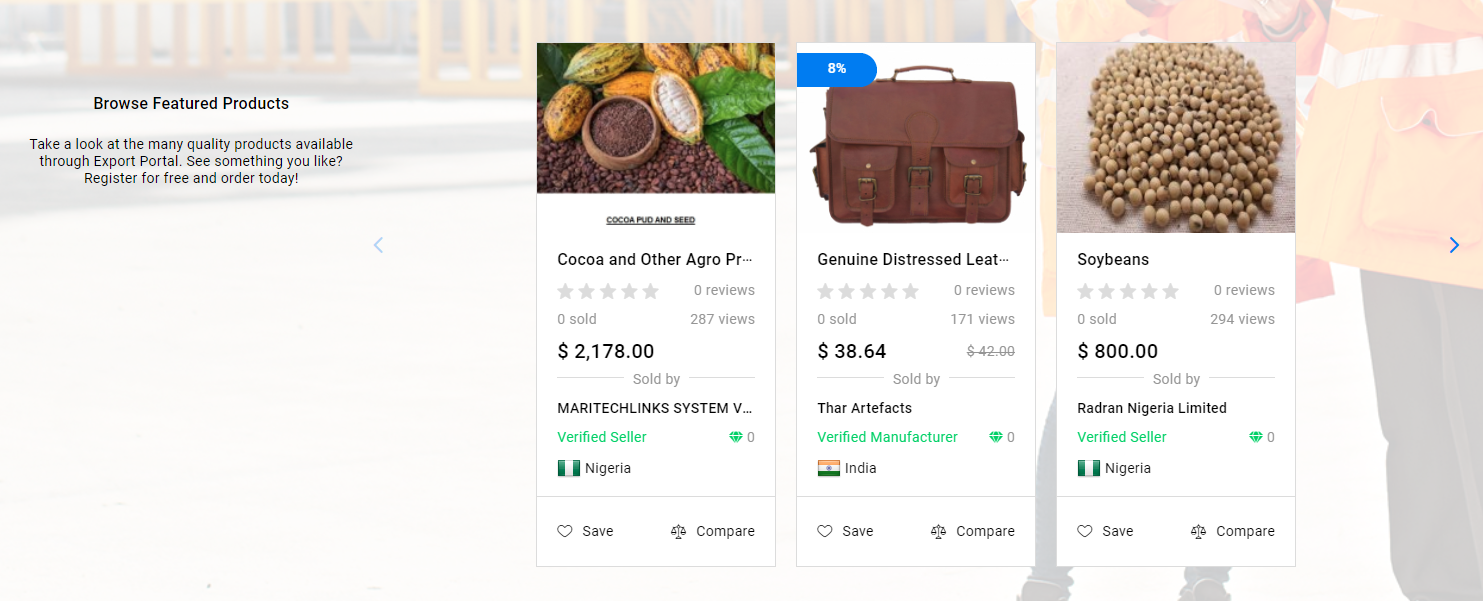 Browse Featured Products
Take a look at the many quality products available
through Export Portal. See something you like?
Register for free and order today!
COCOA PUD AND SEED
Cocoa and Other Agro Pr···
0 reviews
0 sold
287 views
$ 2,178.00
Sold by
MARITECHLINKS SYSTEM V...
Verified Seller
0
Nigeria
Save
Compare
8%
Genuine Distressed Leat···
0 reviews
0 sold
171 views
$ 38.64
$ 42.00
Sold by
Thar Artefacts
Verified Manufacturer
0
India
Save
Compare
Soybeans
0 reviews
0 sold
294 views
$ 800.00
Sold by
Radran Nigeria Limited
Verified Seller
0
Nigeria
Save
Compare